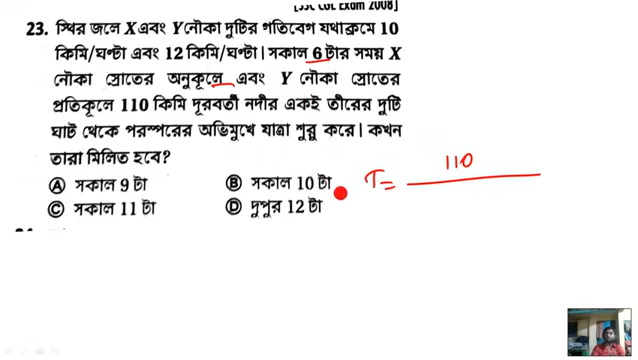 [SSC CGL Exam 2008]
23. স্থির জলে X এবং Y নৌকা দুটির গতিবেগ যথাক্রমে 10
কিমি/ঘণ্টা এবং 12 কিমি/ঘণ্টা। সকাল 6 টার সময় X
নৌকা স্রোতের অনুকূলে এবং Y নৌকা স্রোতের
প্রতিকূলে 110 কিমি দূরবর্তী নদীর একই তীরের দুটি
ঘাট থেকে পরস্পরের অভিমুখে যাত্রা শুরু করে। কখন
তারা মিলিত হবে?
Ⓐ সকাল 9 টা Ⓑ সকাল 10 টা
Ⓒ সকাল 11 টা Ⓓ দুপুর 12 টা
T = 110